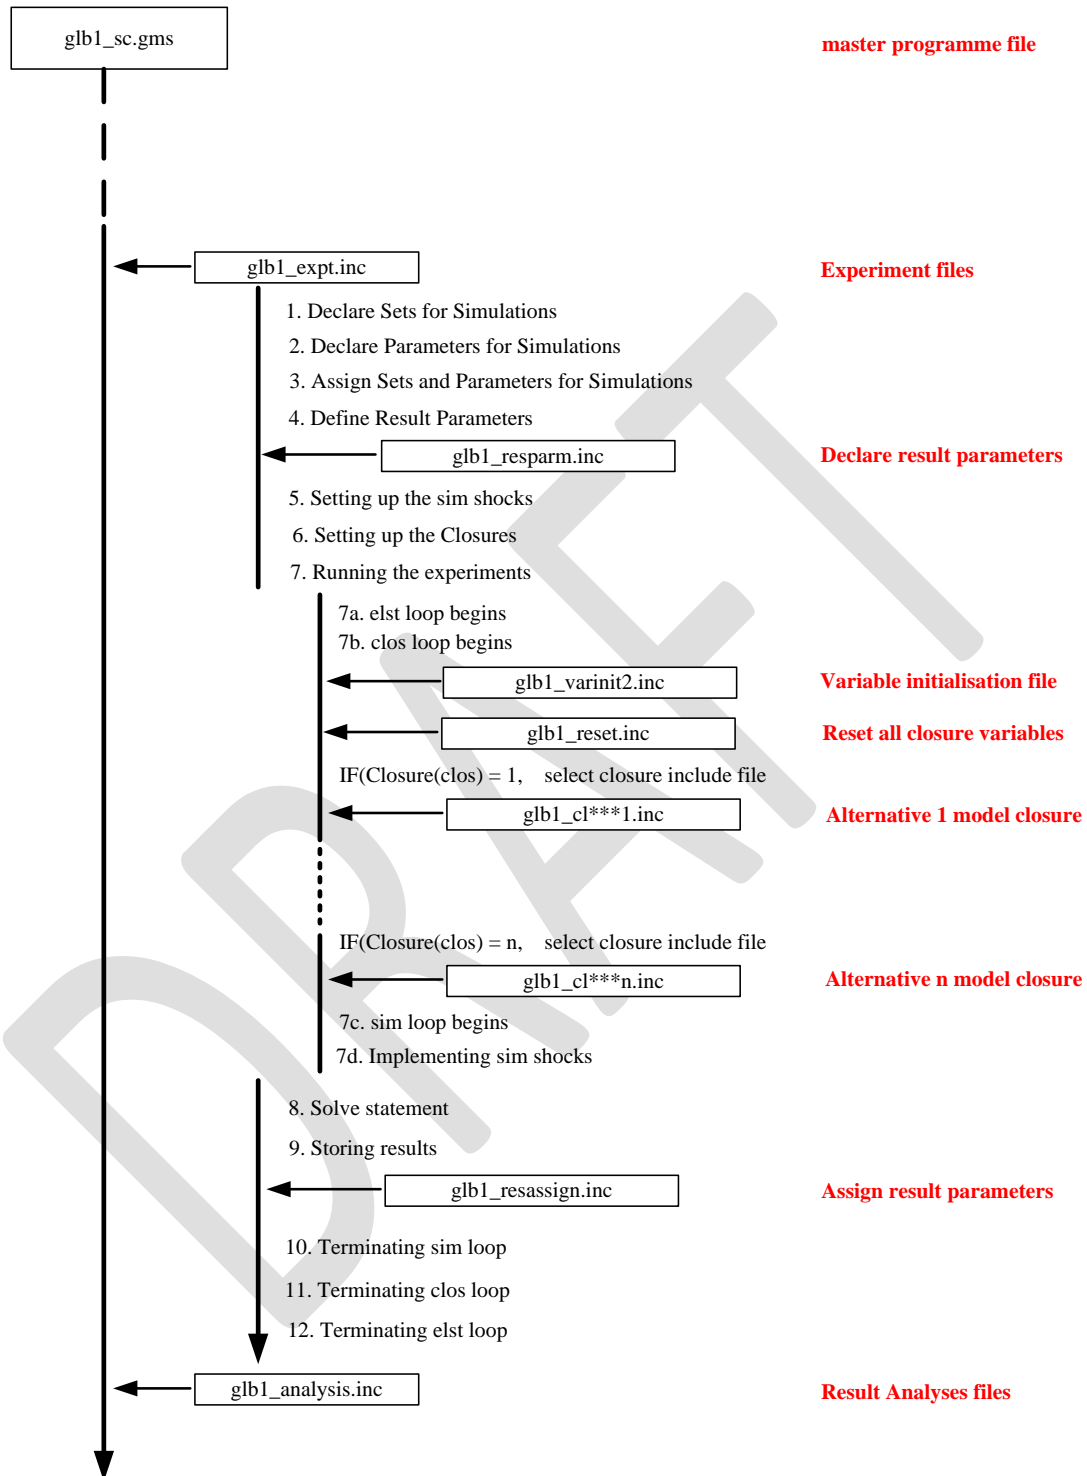 glb1_sc.gms
master programme file
glb1_expt.inc
Experiment files
1. Declare Sets for Simulations
2. Declare Parameters for Simulations
3. Assign Sets and Parameters for Simulations
4. Define Result Parameters
glb1_resparm.inc
Declare result parameters
5. Setting up the sim shocks
6. Setting up the Closures
7. Running the experiments
7a. elst loop begins
7b. clos loop begins
glb1_varinit2.inc
Variable initialisation file
glb1_reset.inc
Reset all closure variables
IF(Closure(clos) = 1, select closure include file
glb1_cl***1.inc
Alternative 1 model closure
IF(Closure(clos) = n, select closure include file
glb1_cl***n.inc
Alternative n model closure
7c. sim loop begins
7d. Implementing sim shocks
8. Solve statement
9. Storing results
glb1_resassign.inc
Assign result parameters
10. Terminating sim loop
11. Terminating clos loop
12. Terminating elst loop
glb1_analysis.inc
Result Analyses files
DRAFT